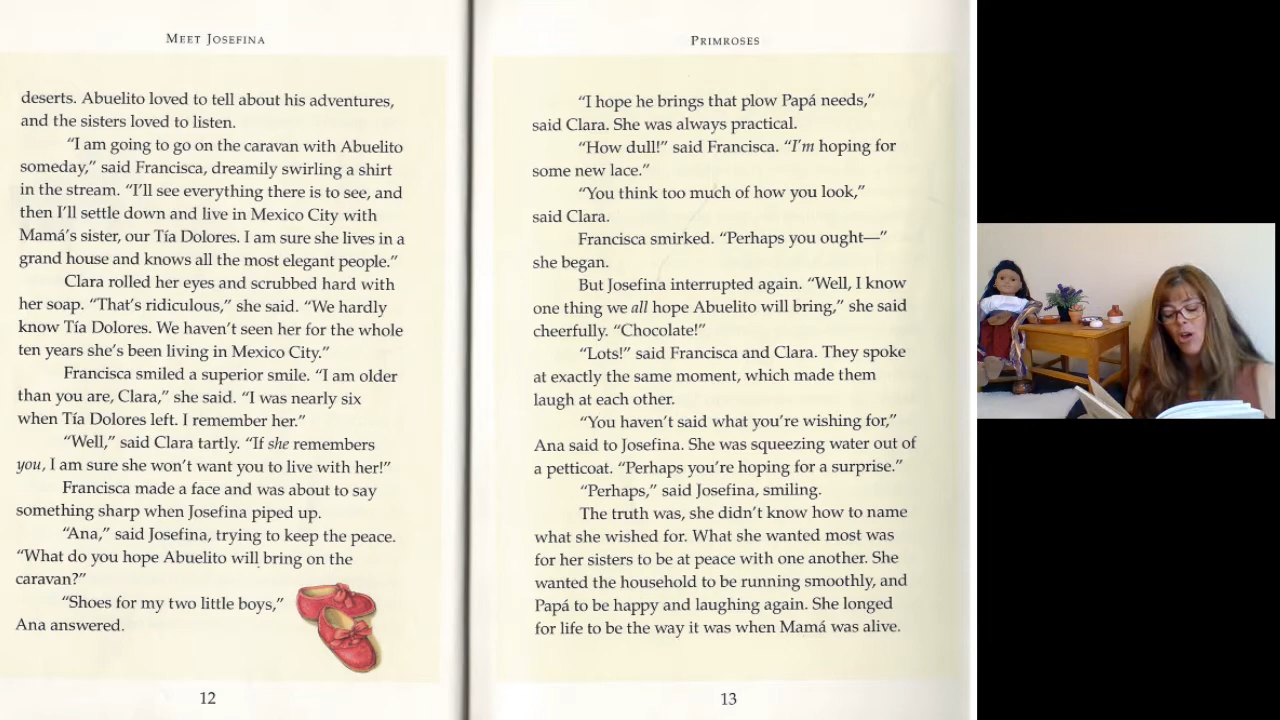 MEET JOSEFINA
deserts. Abuelito loved to tell about his adventures,
and the sisters loved to listen.
"I am going to go on the caravan with Abuelito
someday," said Francisca, dreamily swirling a shirt
in the stream. "I'll see everything there is to see, and
then I'll settle down and live in Mexico City with
Mamá's sister, our Tía Dolores. I am sure she lives in a
grand house and knows all the most elegant people."
Clara rolled her eyes and scrubbed hard with
her soap. "That's ridiculous," she said. "We hardly
know Tía Dolores. We haven't seen her for the whole
ten years she's been living in Mexico City."
Francisca smiled a superior smile. "I am older
than you are, Clara," she said. "I was nearly six
when Tía Dolores left. I remember her."
"Well," said Clara tartly. "If she remembers
you, I am sure she won't want you to live with her!"
Francisca made a face and was about to say
something sharp when Josefina piped up.
"Ana," said Josefina, trying to keep the peace.
"What do you hope Abuelito will bring on the
caravan?"
"Shoes for my two little boys,"
Ana answered.
12
PRIMROSES
"I hope he brings that plow Papá needs,"
said Clara. She was always practical.
"How dull!" said Francisca. "I'm hoping for
some new lace."
"You think too much of how you look,"
said Clara.
Francisca smirked. "Perhaps you ought—"
she began.
But Josefina interrupted again. "Well, I know
one thing we all hope Abuelito will bring," she said
cheerfully. "Chocolate!"
"Lots!" said Francisca and Clara. They spoke
at exactly the same moment, which made them
laugh at each other.
"You haven't said what you're wishing for,"
Ana said to Josefina. She was squeezing water out of
a petticoat. "Perhaps you're hoping for a surprise."
"Perhaps," said Josefina, smiling.
The truth was, she didn't know how to name
what she wished for. What she wanted most was
for her sisters to be at peace with one another. She
wanted the household to be running smoothly, and
Papá to be happy and laughing again. She longed
for life to be the way it was when Mamá was alive.
13